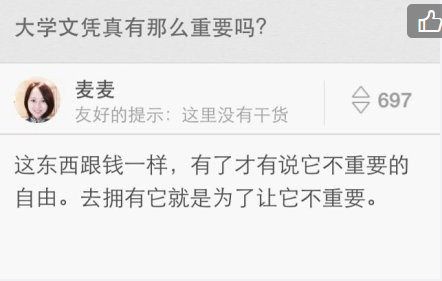 大学文凭真有那么重要吗?
麦麦
友好的提示：这里没有干货
697
这东西跟钱一样，有了才有说它不重要的
自由。去拥有它就是为了让它不重要。